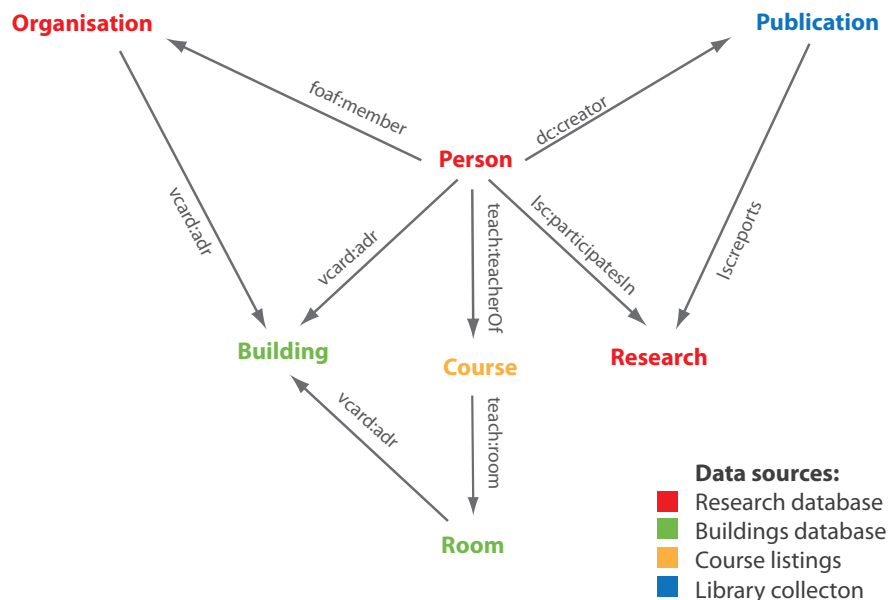 Organisation
Publication
foaf:member
dc:creator
Person
vcard:adr
vcard:adr
teach:teacherOf
lsc:participatesIn
lsc:reports
Building
Course
Research
vcard:adr
teach:room
Room
Data sources:
Research database
Buildings database
Course listings
Library collecton